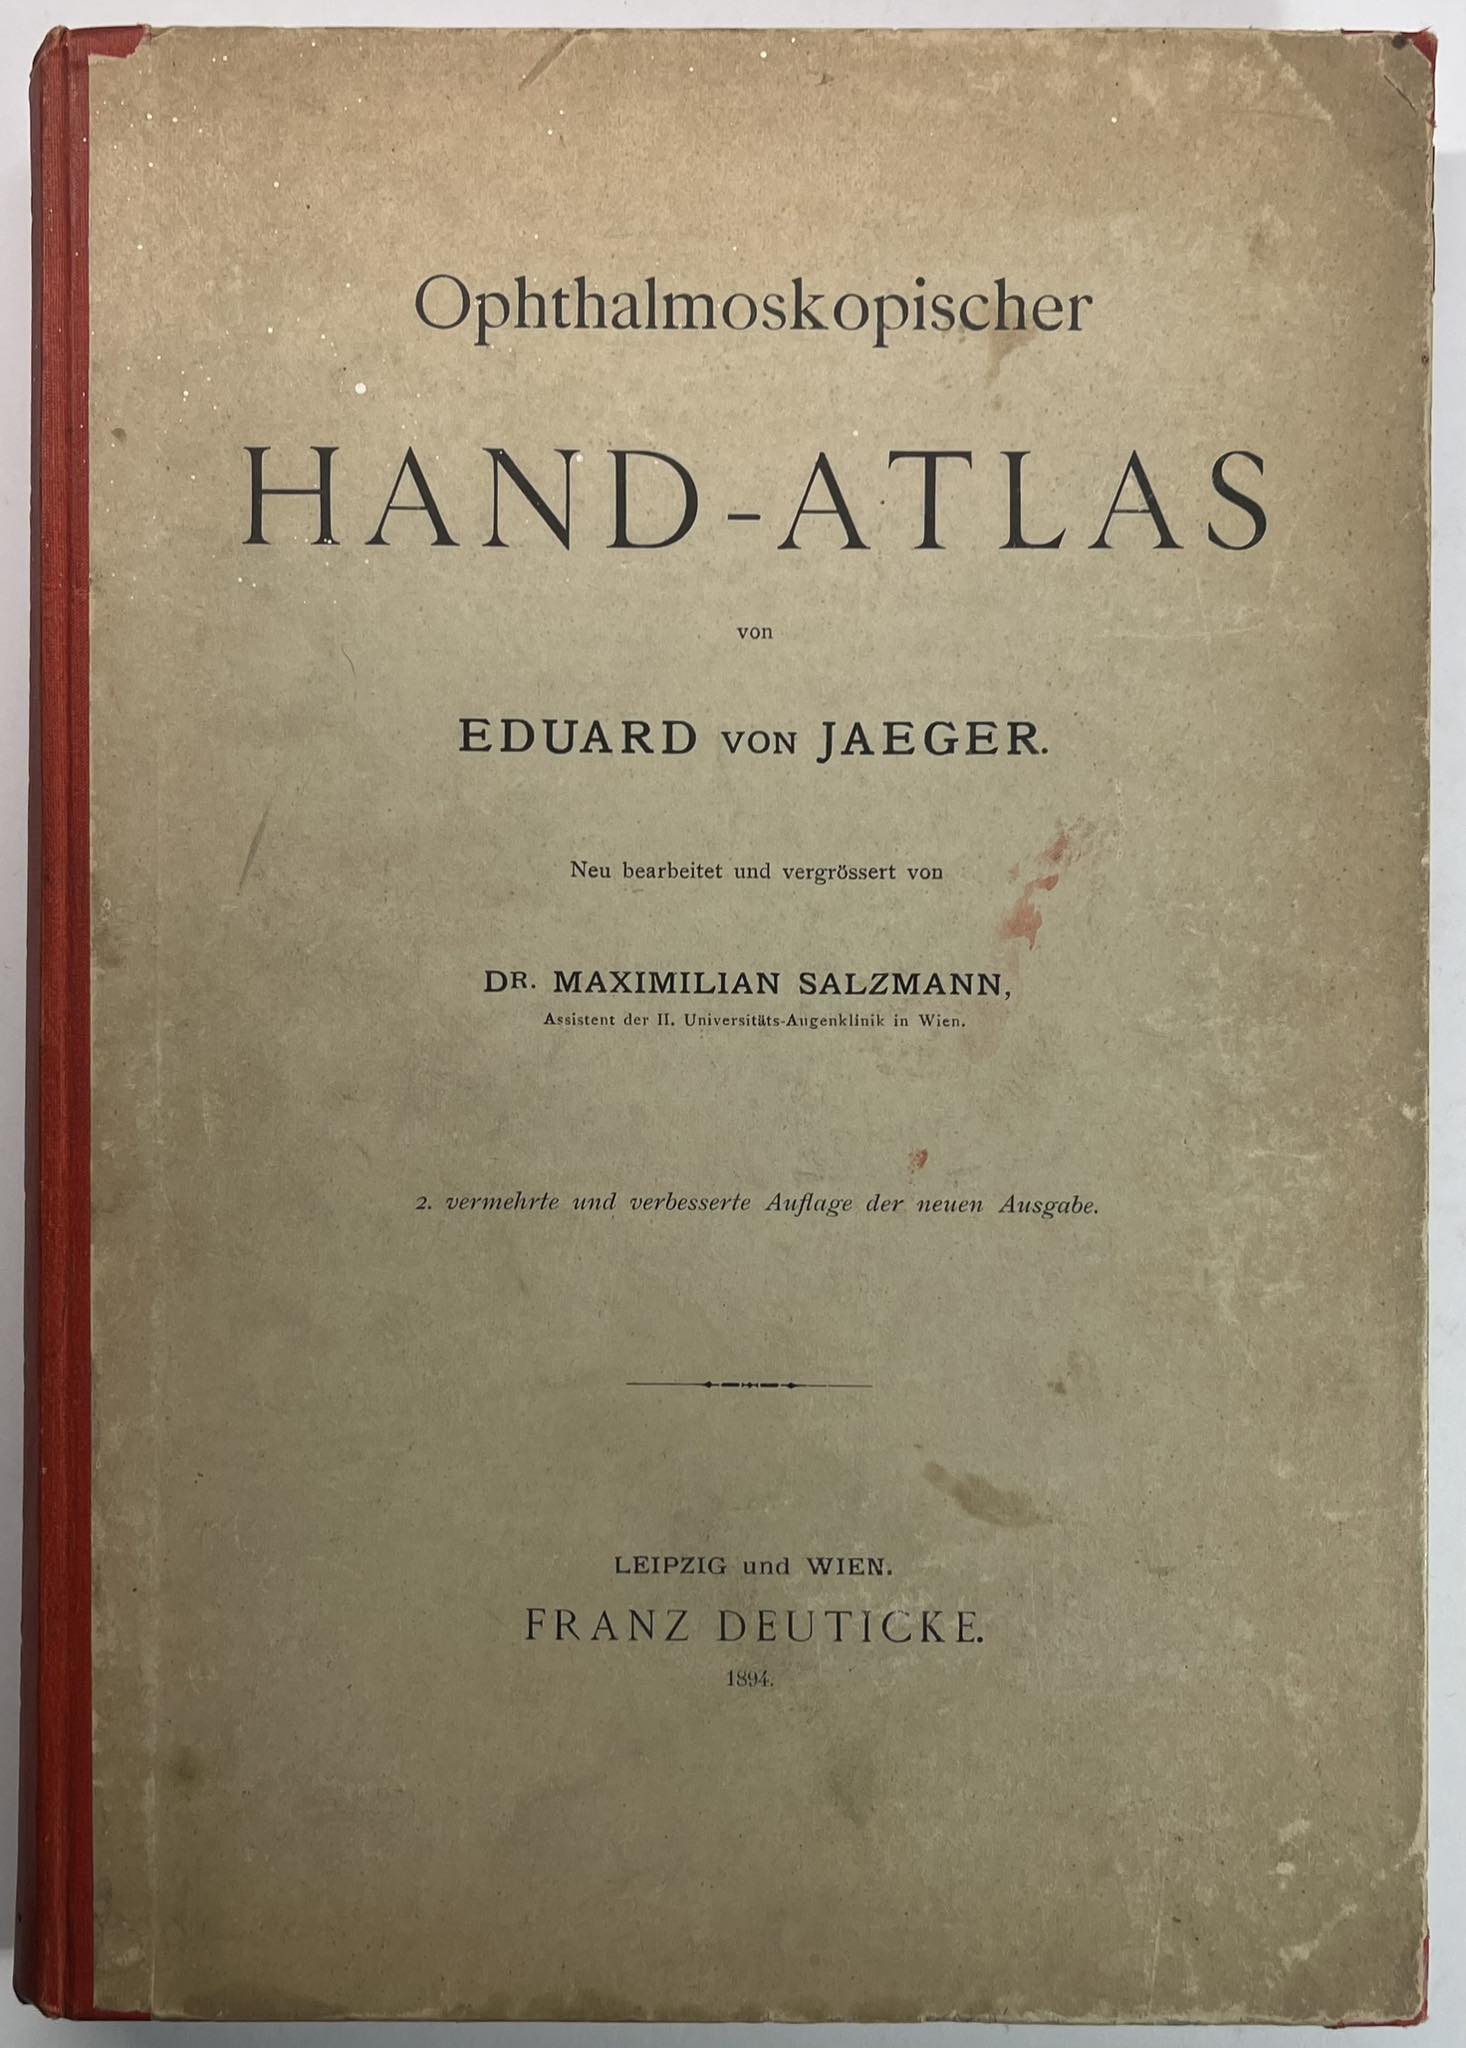 Ophthalmoskopischer
HAND-ATLAS
von
EDUARD VON JAEGER.
Neu bearbeitet und vergrössert von
DR. MAXIMILIAN SALZMANN,
Assistent der II. Universitäts-Augenklinik in Wien.
2. vermehrte und verbesserte Auflage der neuen Ausgabe.
LEIPZIG und WIEN.
FRANZ DEUTICKE.
1894.